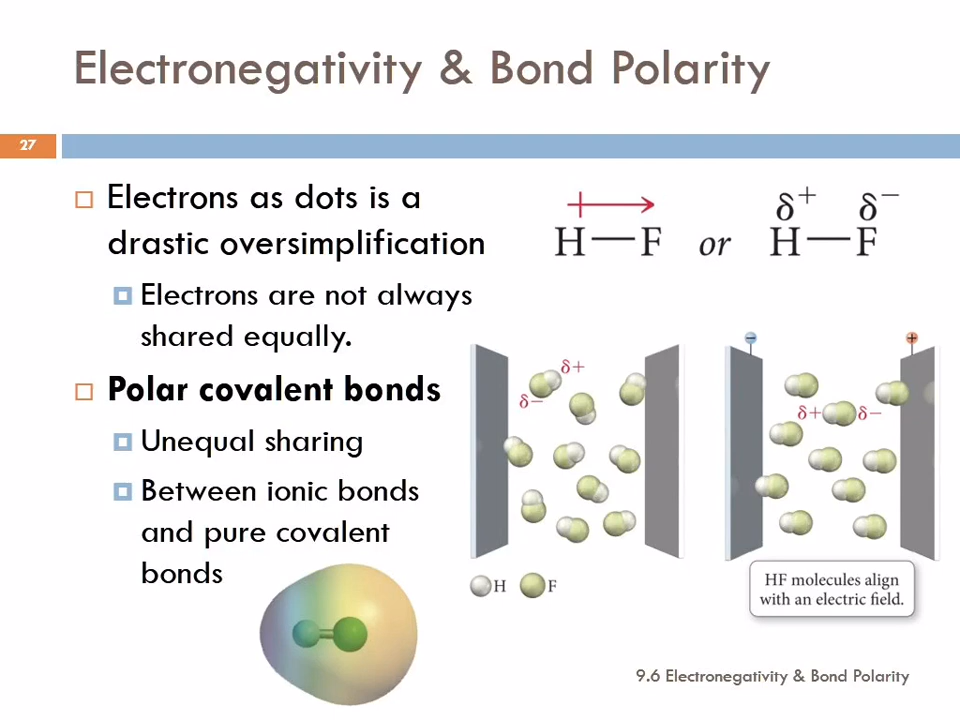 Electronegativity & Bond Polarity
27
Electrons as dots is a
drastic oversimplification
Electrons are not always
shared equally.
Polar covalent bonds
Unequal sharing
Between ionic bonds
and pure covalent
bonds
δ+ δ−
H—F or H—F
δ+
δ−
H F
− +
δ+ δ−
HF molecules align
with an electric field.
9.6 Electronegativity & Bond Polarity